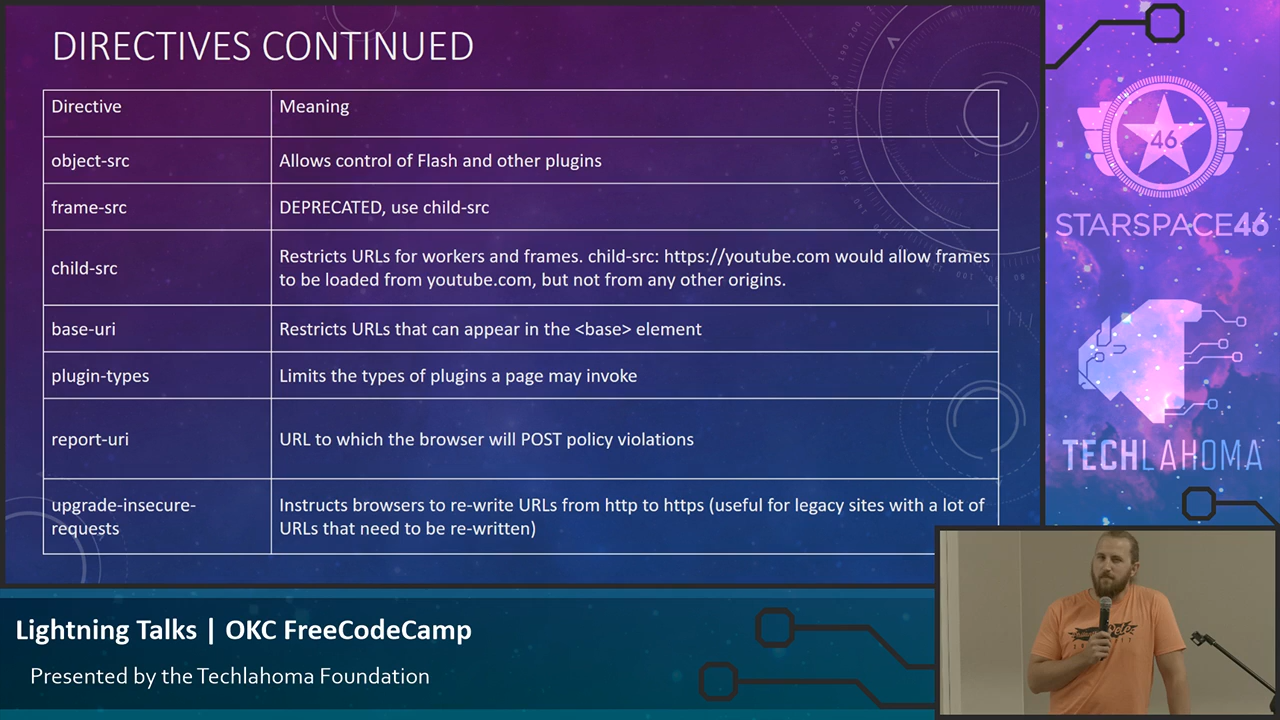 DIRECTIVES CONTINUED
Directive
Meaning
object-src
Allows control of Flash and other plugins
frame-src
DEPRECATED, use child-src
child-src
Restricts URLs for workers and frames. child-src: https://youtube.com would allow frames
to be loaded from youtube.com, but not from any other origins.
base-uri
Restricts URLs that can appear in the <base> element
plugin-types
Limits the types of plugins a page may invoke
report-uri
URL to which the browser will POST policy violations
upgrade-insecure-
requests
Instructs browsers to re-write URLs from http to https (useful for legacy sites with a lot of
URLs that need to be re-written)
46
STARSPACE46
TECHLAHOMA
Lightning Talks | OKC FreeCodeCamp
Presented by the Techlahoma Foundation